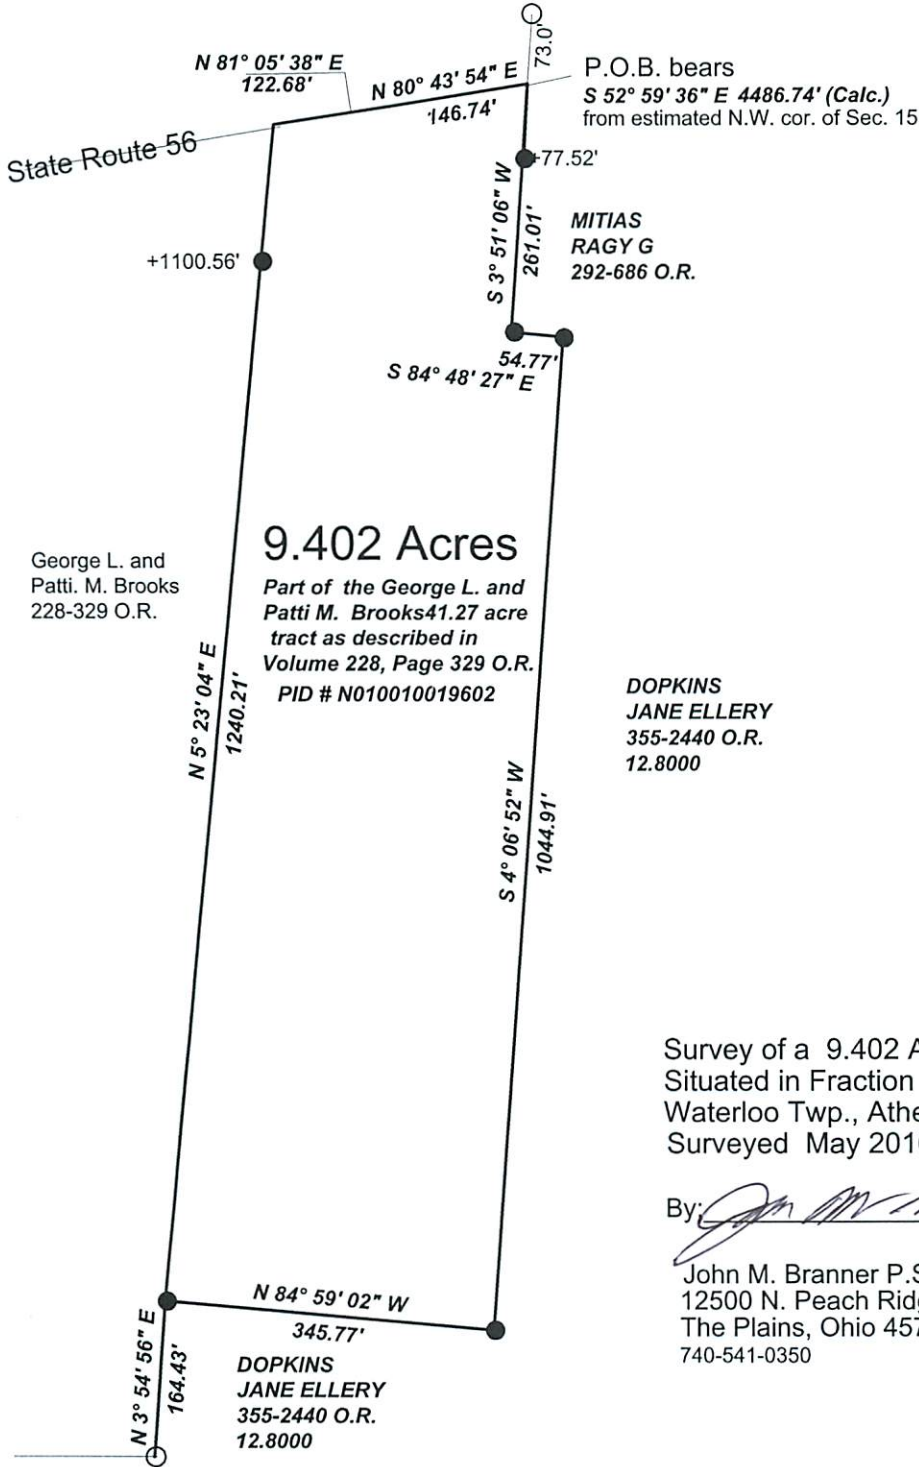 73.0'
N 81° 05' 38" E
122.68'
N 80° 43' 54" E
146.74'
P.O.B. bears
S 52° 59' 36" E 4486.74' (Calc.)
from estimated N.W. cor. of Sec. 15
State Route 56
+77.52'
S 3° 51' 06" W
261.01'
MITIAS
RAGY G
292-686 O.R.
+1100.56'
54.77'
S 84° 48' 27" E
George L. and
Patti. M. Brooks
228-329 O.R.
9.402 Acres
Part of the George L. and
Patti M. Brooks41.27 acre
tract as described in
Volume 228, Page 329 O.R.
PID # N010010019602
N 5° 23' 04" E
1240.21'
DOPKINS
JANE ELLERY
355-2440 O.R.
12.8000
S 4° 06' 52" W
1044.91'
Survey of a 9.402 A
Situated in Fraction
Waterloo Twp., Athe
Surveyed May 201
By;
John M. Branner P.S
12500 N. Peach Ridg
The Plains, Ohio 457
740-541-0350
N 84° 59' 02" W
345.77'
N 3° 54' 56" E
164.43'
DOPKINS
JANE ELLERY
355-2440 O.R.
12.8000